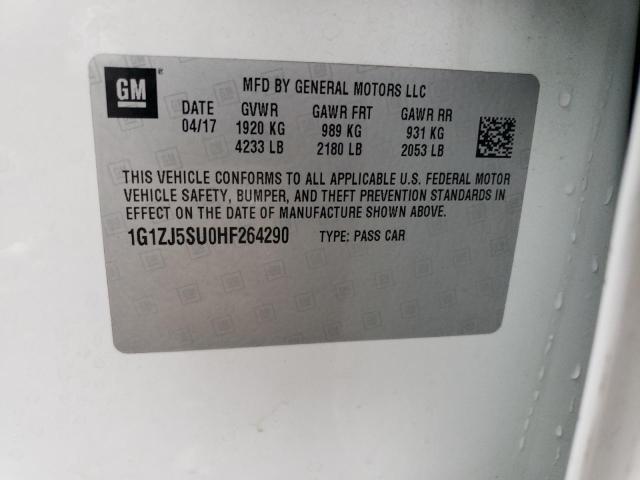 GM ®
MFD BY GENERAL MOTORS LLC
DATE GVWR GAWR FRT GAWR RR
04/17 1920 KG 989 KG 931 KG
4233 LB 2180 LB 2053 LB
THIS VEHICLE CONFORMS TO ALL APPLICABLE U.S. FEDERAL MOTOR
VEHICLE SAFETY, BUMPER, AND THEFT PREVENTION STANDARDS IN
EFFECT ON THE DATE OF MANUFACTURE SHOWN ABOVE.
1G1ZJ5SU0HF264290 TYPE: PASS CAR